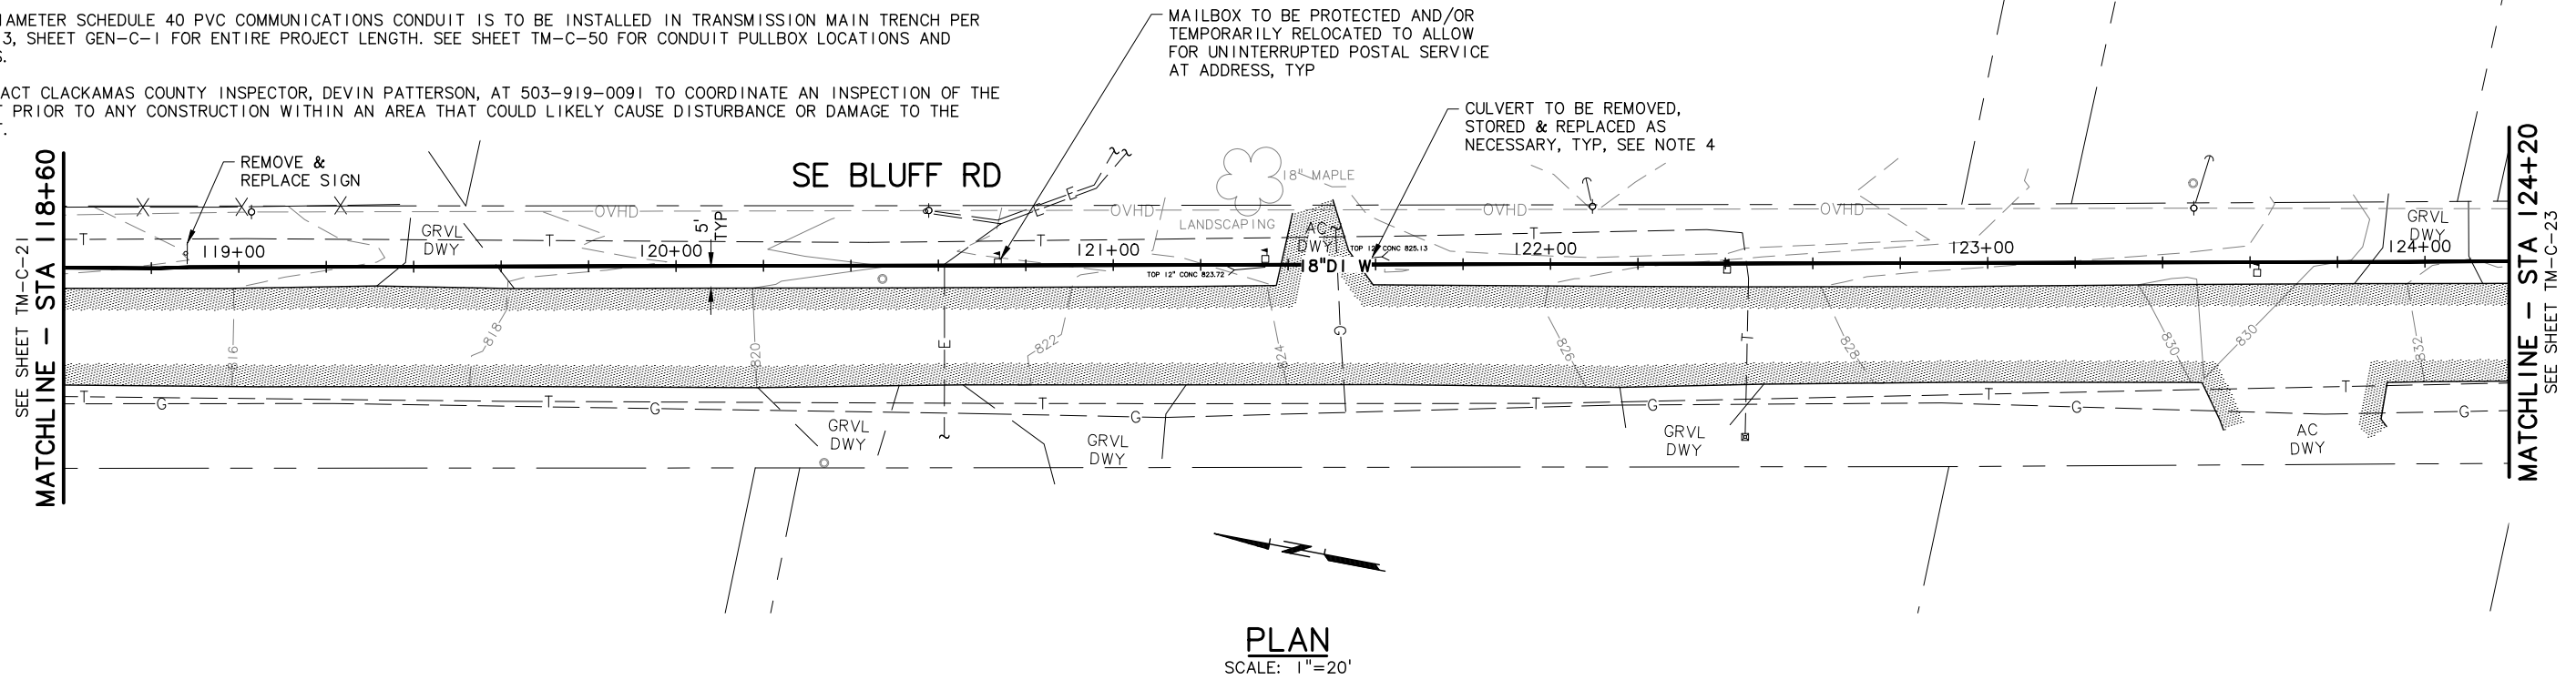 IAMETER SCHEDULE 40 PVC COMMUNICATIONS CONDUIT IS TO BE INSTALLED IN TRANSMISSION MAIN TRENCH PER
3, SHEET GEN-C-1 FOR ENTIRE PROJECT LENGTH. SEE SHEET TM-C-50 FOR CONDUIT PULLBOX LOCATIONS AND
S.
ACT CLACKAMAS COUNTY INSPECTOR, DEVIN PATTERSON, AT 503-919-0091 TO COORDINATE AN INSPECTION OF THE
T PRIOR TO ANY CONSTRUCTION WITHIN AN AREA THAT COULD LIKELY CAUSE DISTURBANCE OR DAMAGE TO THE
T.
MAILBOX TO BE PROTECTED AND/OR
TEMPORARILY RELOCATED TO ALLOW
FOR UNINTERRUPTED POSTAL SERVICE
AT ADDRESS, TYP
CULVERT TO BE REMOVED,
STORED & REPLACED AS
NECESSARY, TYP, SEE NOTE 4
REMOVE &
REPLACE SIGN
SE BLUFF RD
18" MAPLE
LANDSCAPING
SEE SHEET TM-C-21
MATCHLINE - STA 118+60
MATCHLINE - STA 124+20
SEE SHEET TM-C-23
X X X
OVHD OVHD OVHD OVHD
E E E
T T T T
GRVL
DWY
5'
TYP
AC
DWY
GRVL
DWY
119+00 120+00 121+00 122+00 123+00 124+00
TOP 12" CONC 823.72
TOP 12" CONC 825.13
18"DI W
816 818 820 822 824 826 828 830 830 832
E
G
T
T T T T T T
G G G G G G
GRVL
DWY
GRVL
DWY
GRVL
DWY
AC
DWY
N
PLAN
SCALE: 1"=20'